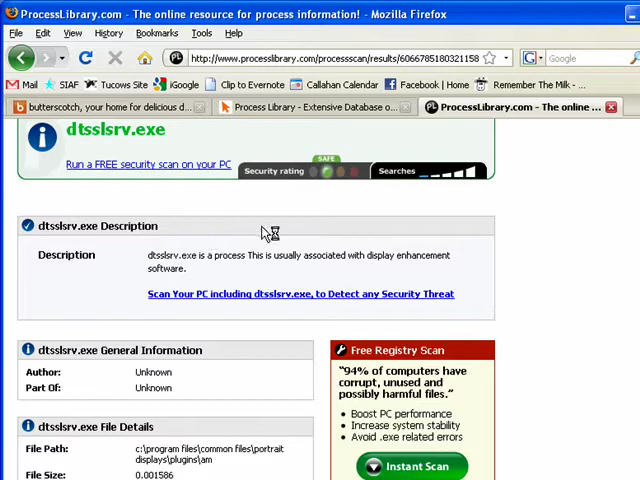 ProcessLibrary.com - The online resource for process information! - Mozilla Firefox
File Edit View History Bookmarks Tools Help
http://www.processlibrary.com/processscan/results/6066785180321158
Google
Mail SIAF Tucows Site iGoogle Clip to Evernote Callahan Calendar Facebook | Home Remember The Milk - ...
butterscotch, your home for delicious d...
Process Library - Extensive Database o...
ProcessLibrary.com - The online ...
dtsslsrv.exe
SAFE
Run a FREE security scan on your PC
Security rating
Searches
dtsslsrv.exe Description
Description
dtsslsrv.exe is a process This is usually associated with display enhancement
software.
Scan Your PC including dtsslsrv.exe, to Detect any Security Threat
dtsslsrv.exe General Information
Author: Unknown
Part Of: Unknown
dtsslsrv.exe File Details
File Path: c:\program files\common files\portrait
displays\plugins\am
File Size: 0.001586
Free Registry Scan
“94% of computers have
corrupt, unused and
possibly harmful files.”
• Boost PC performance
• Increase system stability
• Avoid .exe related errors
Instant Scan